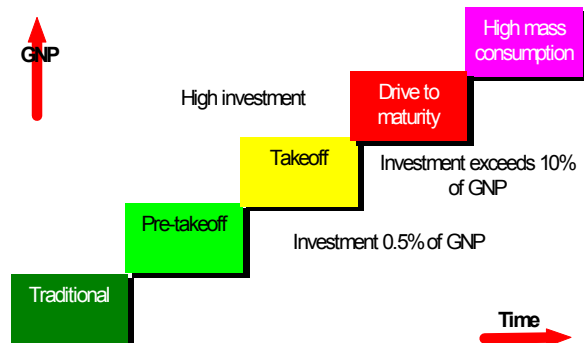 High mass
consumption
GNP
High investment
Drive to
maturity
Takeoff
Investment exceeds 10%
of GNP
Pre-takeoff
Investment 0.5% of GNP
Traditional
Time